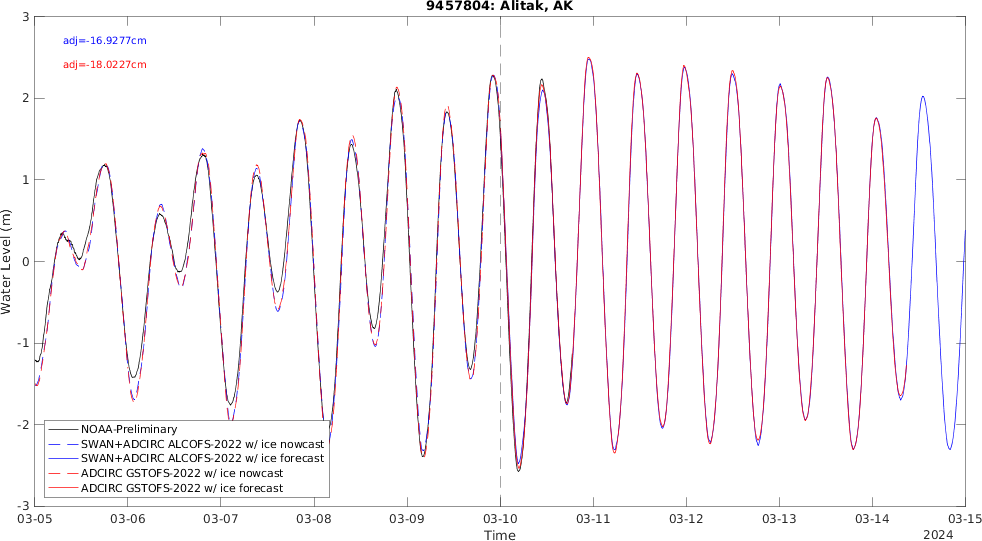 9457804: Alitak, AK
3
adj=-16.9277cm
adj=-18.0227cm
2
1
0
-1
-2
-3
Water Level (m)
NOAA-Preliminary
SWAN+ADCIRC ALCOFS-2022 w/ ice nowcast
SWAN+ADCIRC ALCOFS-2022 w/ ice forecast
ADCIRC GSTOFS-2022 w/ ice nowcast
ADCIRC GSTOFS-2022 w/ ice forecast
03-05 03-06 03-07 03-08 03-09 03-10 03-11 03-12 03-13 03-14 03-15
Time
2024